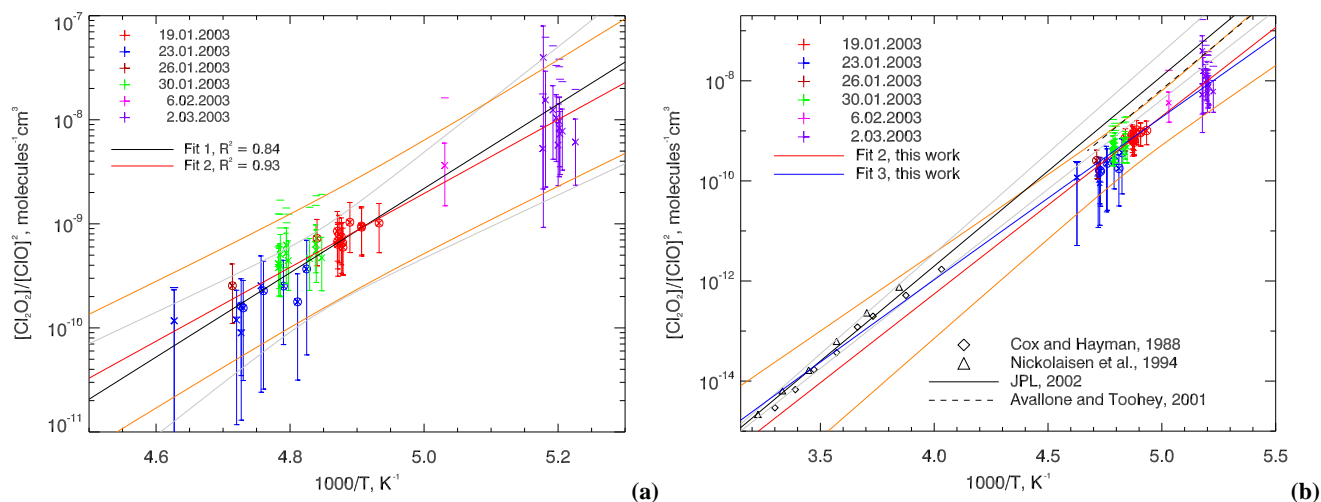 10⁻⁷
10⁻⁸
10⁻⁹
10⁻¹⁰
10⁻¹¹
[Cl₂O₂]/[ClO]², molecules⁻¹cm³
19.01.2003
23.01.2003
26.01.2003
30.01.2003
6.02.2003
2.03.2003
Fit 1, R² = 0.84
Fit 2, R² = 0.93
4.6 4.8 5.0 5.2
1000/T, K⁻¹
(a)
10⁻⁸
10⁻¹⁰
10⁻¹²
10⁻¹⁴
[Cl₂O₂]/[ClO]², molecules⁻¹cm³
19.01.2003
23.01.2003
26.01.2003
30.01.2003
6.02.2003
2.03.2003
Fit 2, this work
Fit 3, this work
Cox and Hayman, 1988
Nickolaisen et al., 1994
JPL, 2002
Avallone and Toohey, 2001
3.5 4.0 4.5 5.0 5.5
1000/T, K⁻¹
(b)